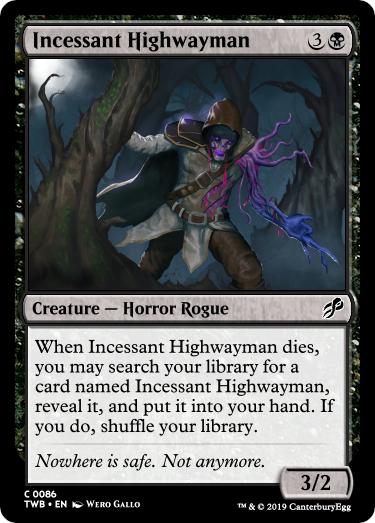 Incessant Highwayman 3
Creature — Horror Rogue
When Incessant Highwayman dies,
you may search your library for a
card named Incessant Highwayman,
reveal it, and put it into your hand. If
you do, shuffle your library.
Nowhere is safe. Not anymore.
3/2
C 0086
TWB • EN Wero Gallo
™ & © 2019 CanterburyEgg